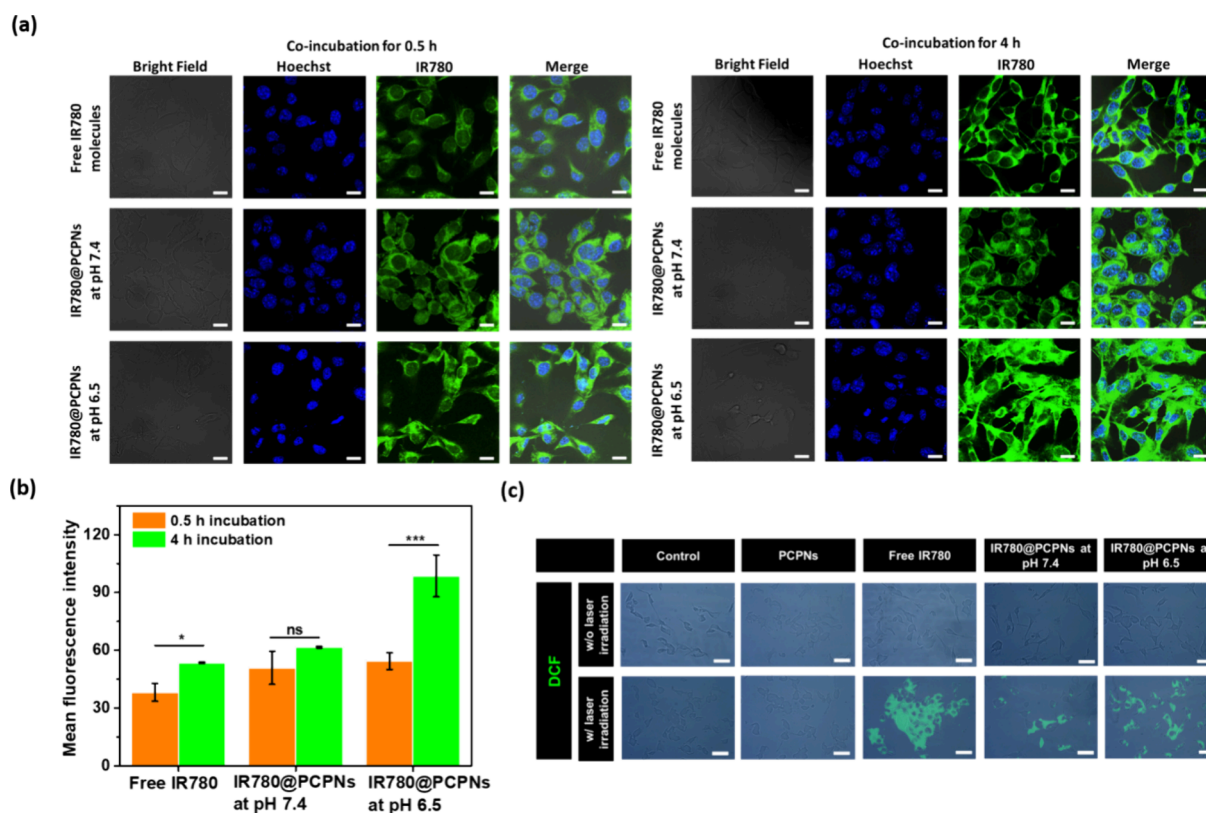 (a)
Co-incubation for 0.5 h
Bright Field Hoechst IR780 Merge
Free IR780
molecules
IR780@PCPNs
at pH 7.4
IR780@PCPNs
at pH 6.5
Co-incubation for 4 h
Bright Field Hoechst IR780 Merge
Free IR780
molecules
IR780@PCPNs
at pH 7.4
IR780@PCPNs
at pH 6.5
(b)
Mean fluorescence intensity
120
90
60
30
0
0.5 h incubation
4 h incubation
*
ns
***
Free IR780
IR780@PCPNs
at pH 7.4
IR780@PCPNs
at pH 6.5
(c)
Control
PCPNs
Free IR780
IR780@PCPNs at
pH 7.4
IR780@PCPNs a
pH 6.5
DCF
w/o laser
irradiation
w/ laser
irradiation